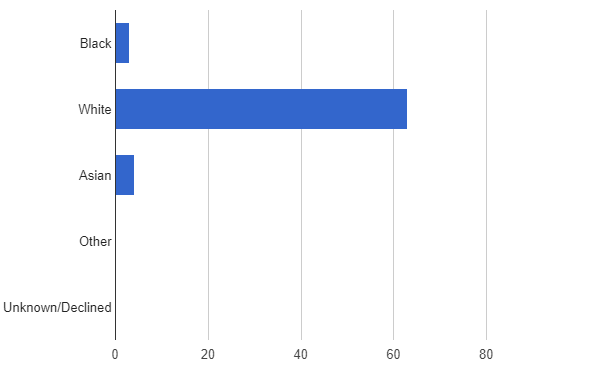 Black
White
Asian
Other
Unknown/Declined
0 20 40 60 80